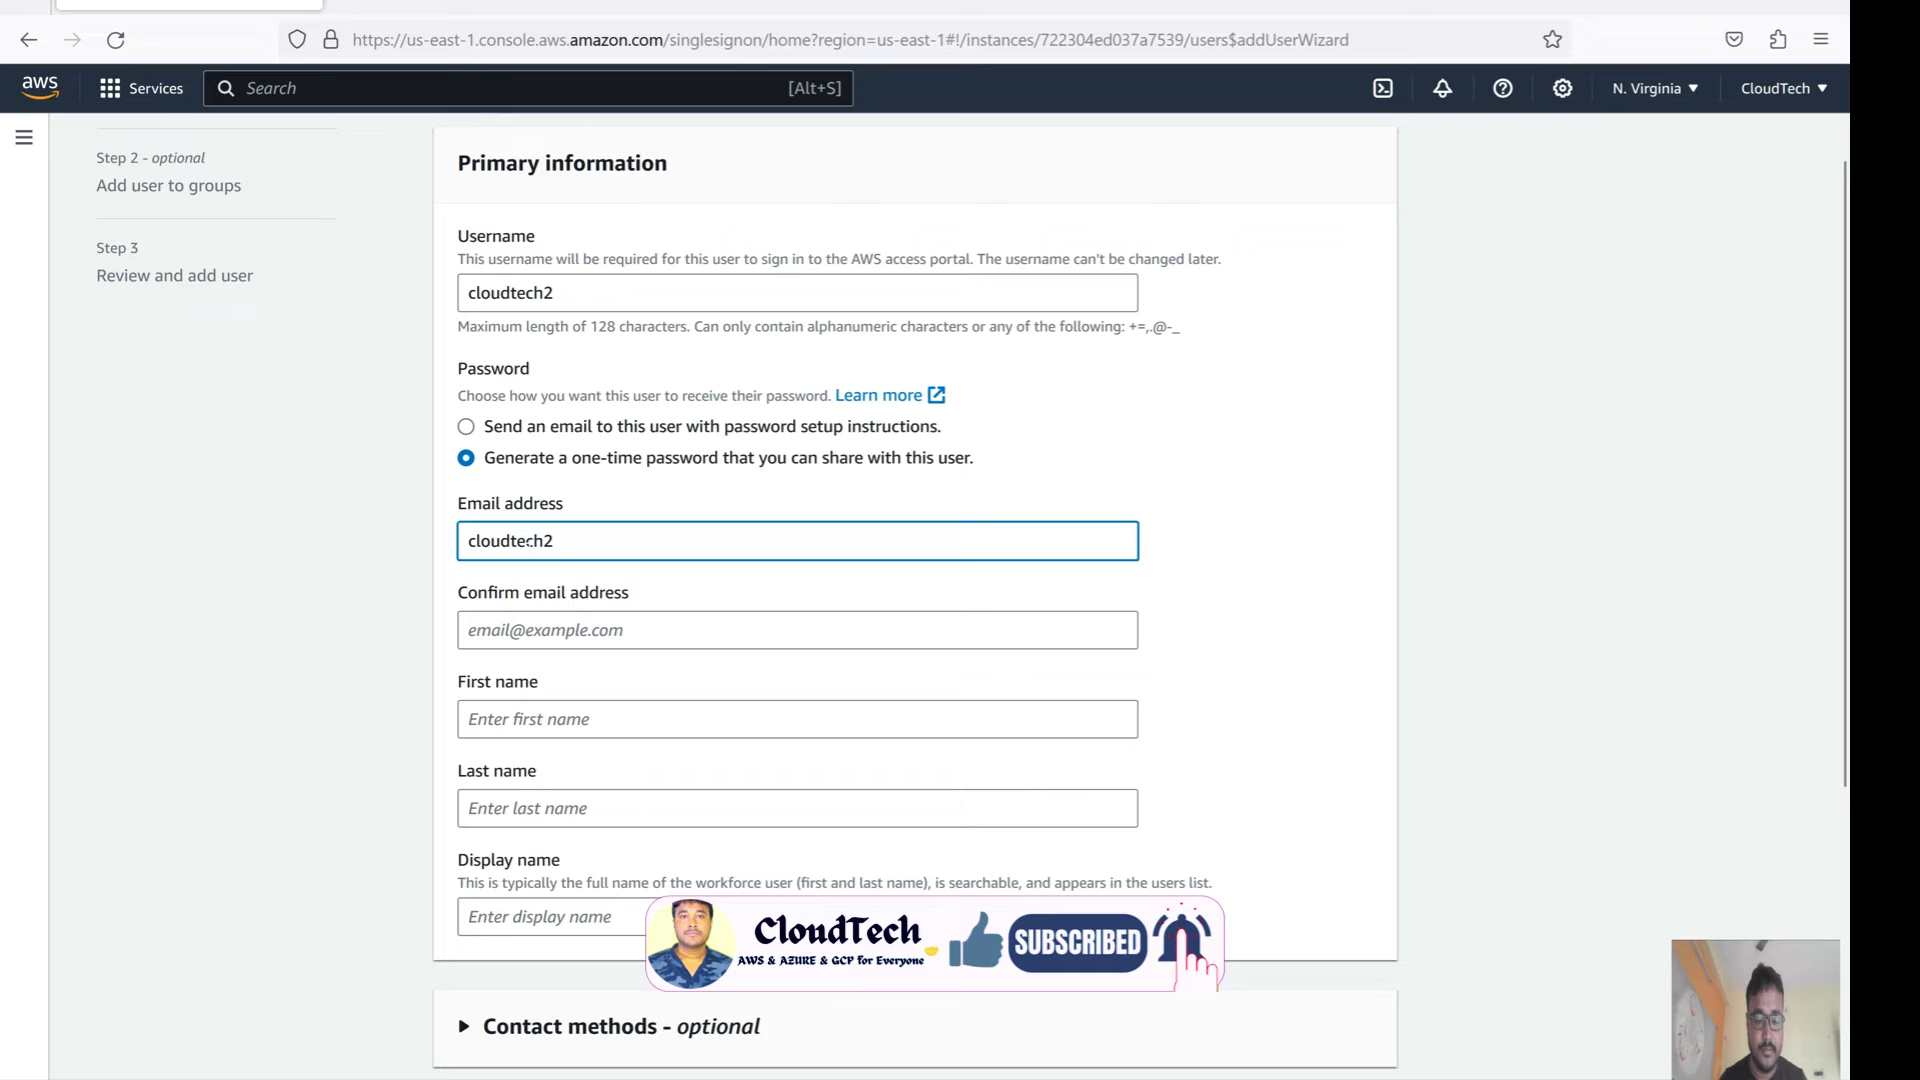 https://us-east-1.console.aws.amazon.com/singlesignon/home?region=us-east-1#!/instances/722304ed037a7539/users$addUserWizard
aws
Services
Search
[Alt+S]
N. Virginia
CloudTech
Step 2 - optional
Add user to groups
Step 3
Review and add user
Primary information
Username
This username will be required for this user to sign in to the AWS access portal. The username can't be changed later.
cloudtech2
Maximum length of 128 characters. Can only contain alphanumeric characters or any of the following: +=,.@-_
Password
Choose how you want this user to receive their password. Learn more
Send an email to this user with password setup instructions.
Generate a one-time password that you can share with this user.
Email address
cloudtech2
Confirm email address
email@example.com
First name
Enter first name
Last name
Enter last name
Display name
This is typically the full name of the workforce user (first and last name), is searchable, and appears in the users list.
Enter display name
CloudTech
AWS & AZURE & GCP for Everyone
SUBSCRIBED
Contact methods - optional